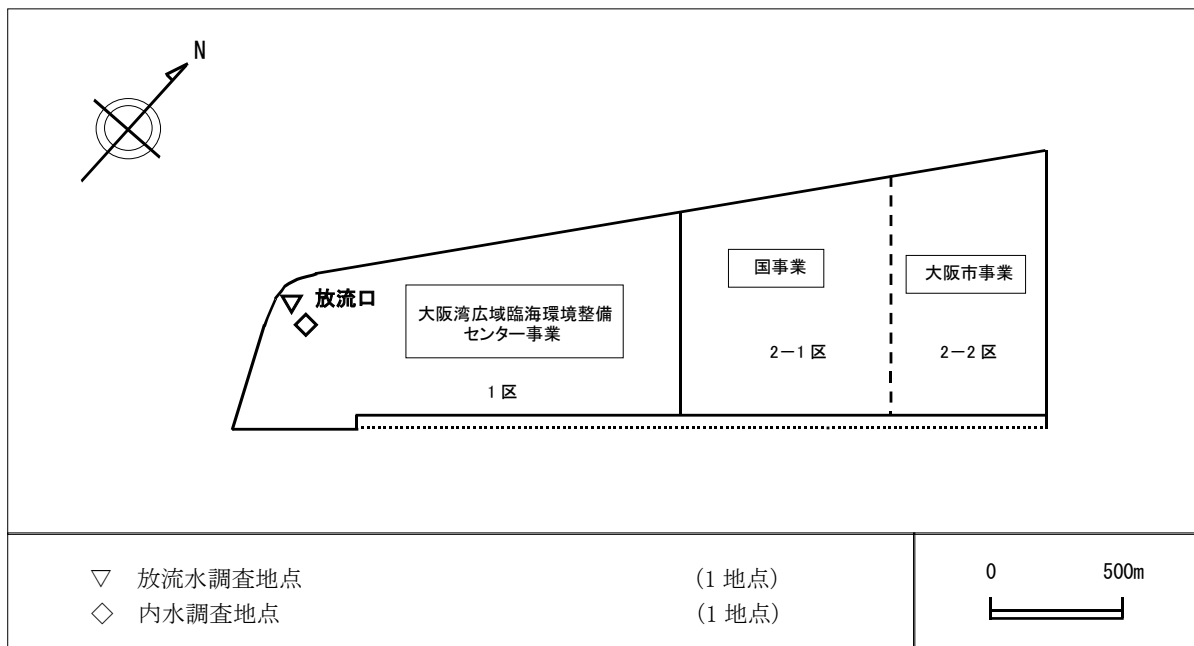 N
放流口
大阪湾広域臨海環境整備
センター事業
1 区
国事業
2－1 区
大阪市事業
2－2 区
▽ 放流水調査地点 (1 地点)
◇ 内水調査地点 (1 地点)
0 500m